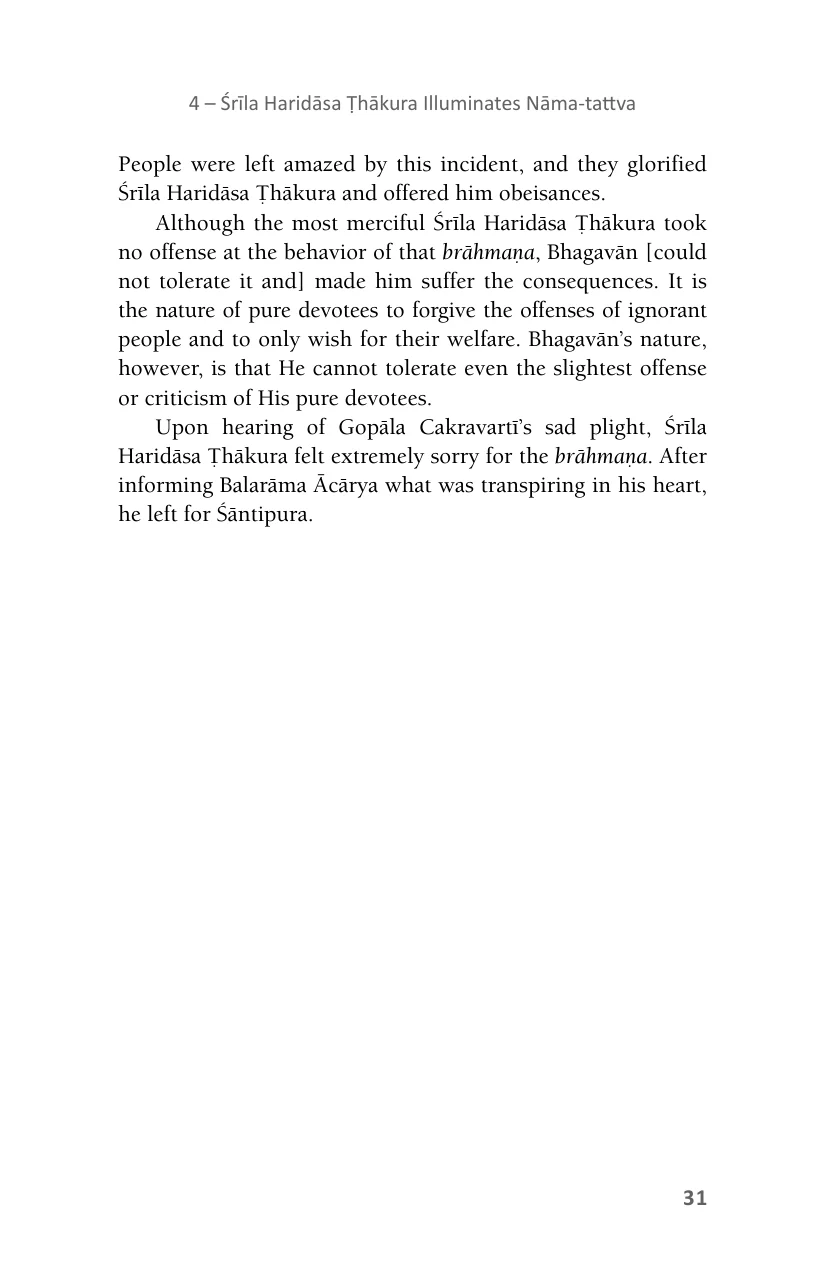 4 – Śrīla Haridāsa Ṭhākura Illuminates Nāma-tattva
People were left amazed by this incident, and they glorified
Śrīla Haridāsa Ṭhākura and offered him obeisances.
Although the most merciful Śrīla Haridāsa Ṭhākura took
no offense at the behavior of that brāhmaṇa, Bhagavān [could
not tolerate it and] made him suffer the consequences. It is
the nature of pure devotees to forgive the offenses of ignorant
people and to only wish for their welfare. Bhagavān’s nature,
however, is that He cannot tolerate even the slightest offense
or criticism of His pure devotees.
Upon hearing of Gopāla Cakravartī’s sad plight, Śrīla
Haridāsa Ṭhākura felt extremely sorry for the brāhmaṇa. After
informing Balarāma Ācārya what was transpiring in his heart,
he left for Śāntipura.
31